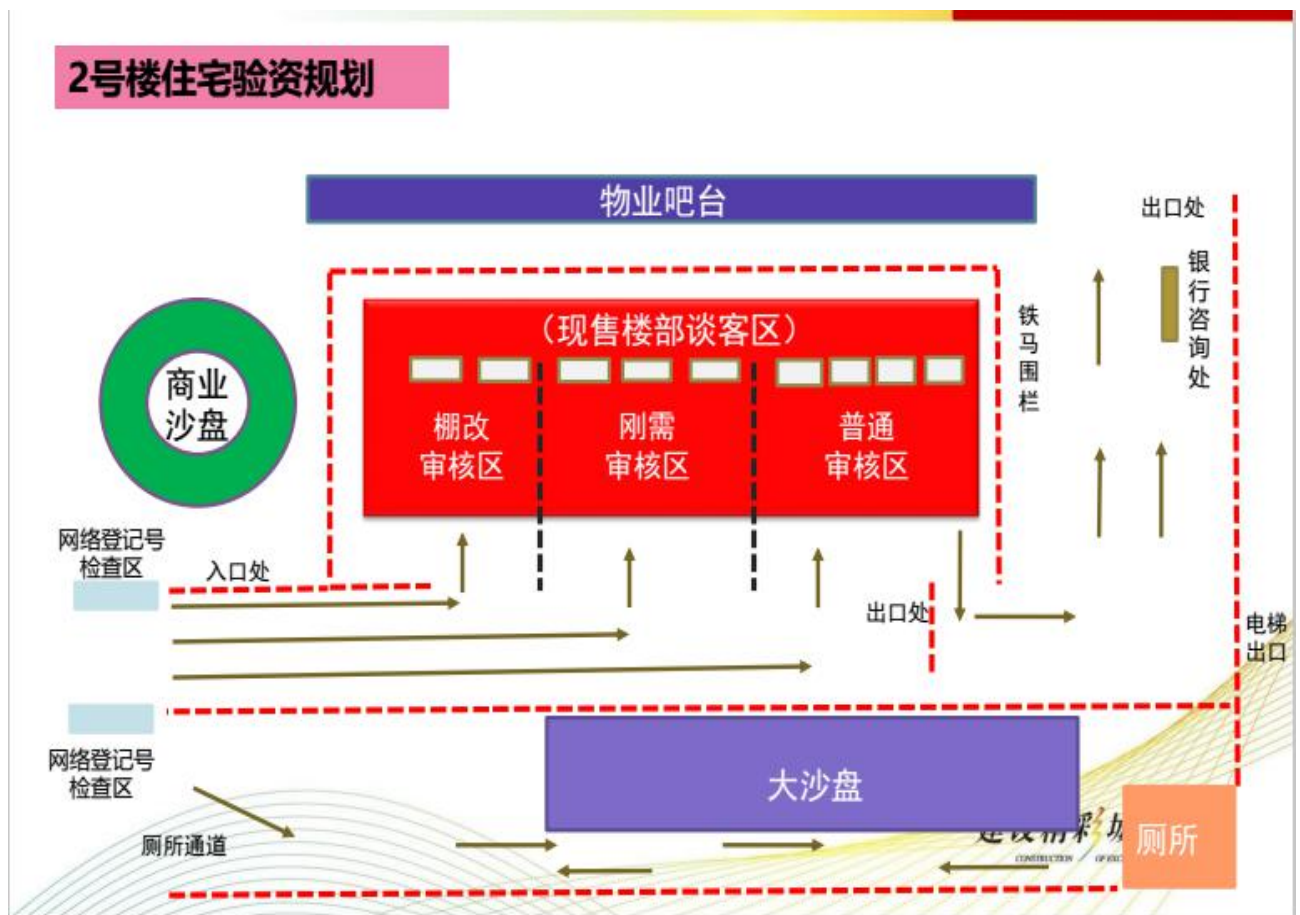 2号楼住宅验资规划
物业吧台
出口处
银
行
咨
询
处
铁
马
围
栏
（现售楼部谈客区）
商业
沙盘
棚改
审核区
刚需
审核区
普通
审核区
网络登记号
检查区
入口处
出口处
电梯
出口
网络登记号
检查区
大沙盘
厕所通道
厕所
CONSTRUCTION